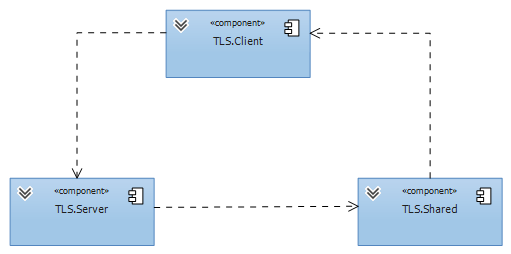 «component»
TLS.Client
«component»
TLS.Server
«component»
TLS.Shared